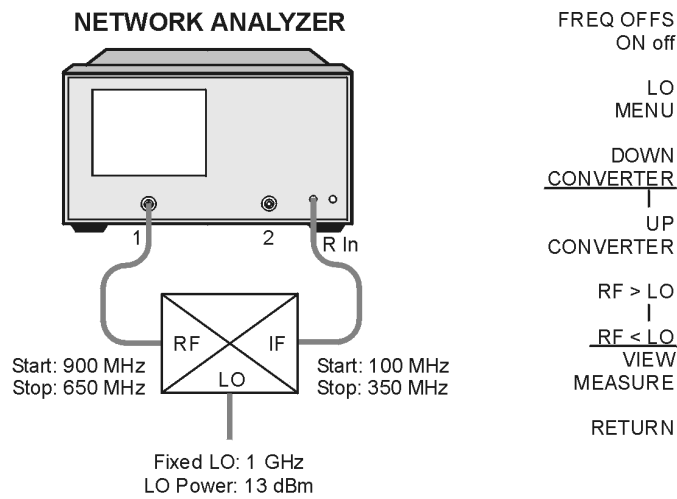 NETWORK ANALYZER
1
2
R In
RF
IF
LO
Start: 900 MHz
Stop: 650 MHz
Start: 100 MHz
Stop: 350 MHz
Fixed LO: 1 GHz
LO Power: 13 dBm
FREQ OFFS
ON off
LO
MENU
DOWN
CONVERTER
UP
CONVERTER
RF > LO
RF < LO
VIEW
MEASURE
RETURN